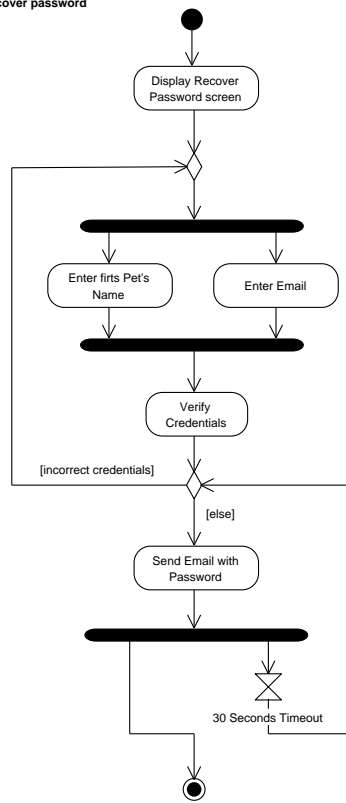 cover password
Display Recover
Password screen
Enter firts Pet's
Name
Enter Email
Verify
Credentials
[incorrect credentials]
[else]
Send Email with
Password
30 Seconds Timeout